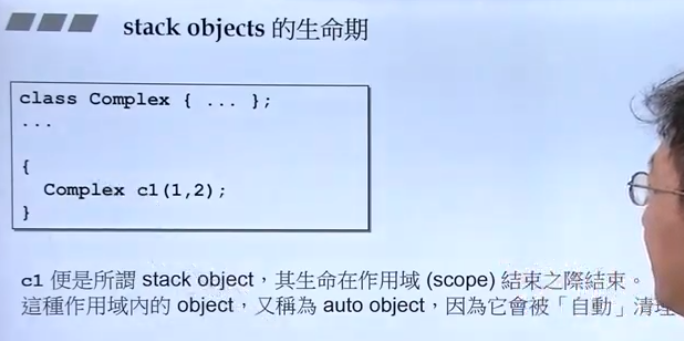 stack objects 的生命期
class Complex { ... };
...
{
Complex c1(1,2);
}
c1 便是所謂 stack object，其生命在作用域 (scope) 結束之際結束。
這種作用域內的 object，又稱為 auto object，因為它會被「自動」清理